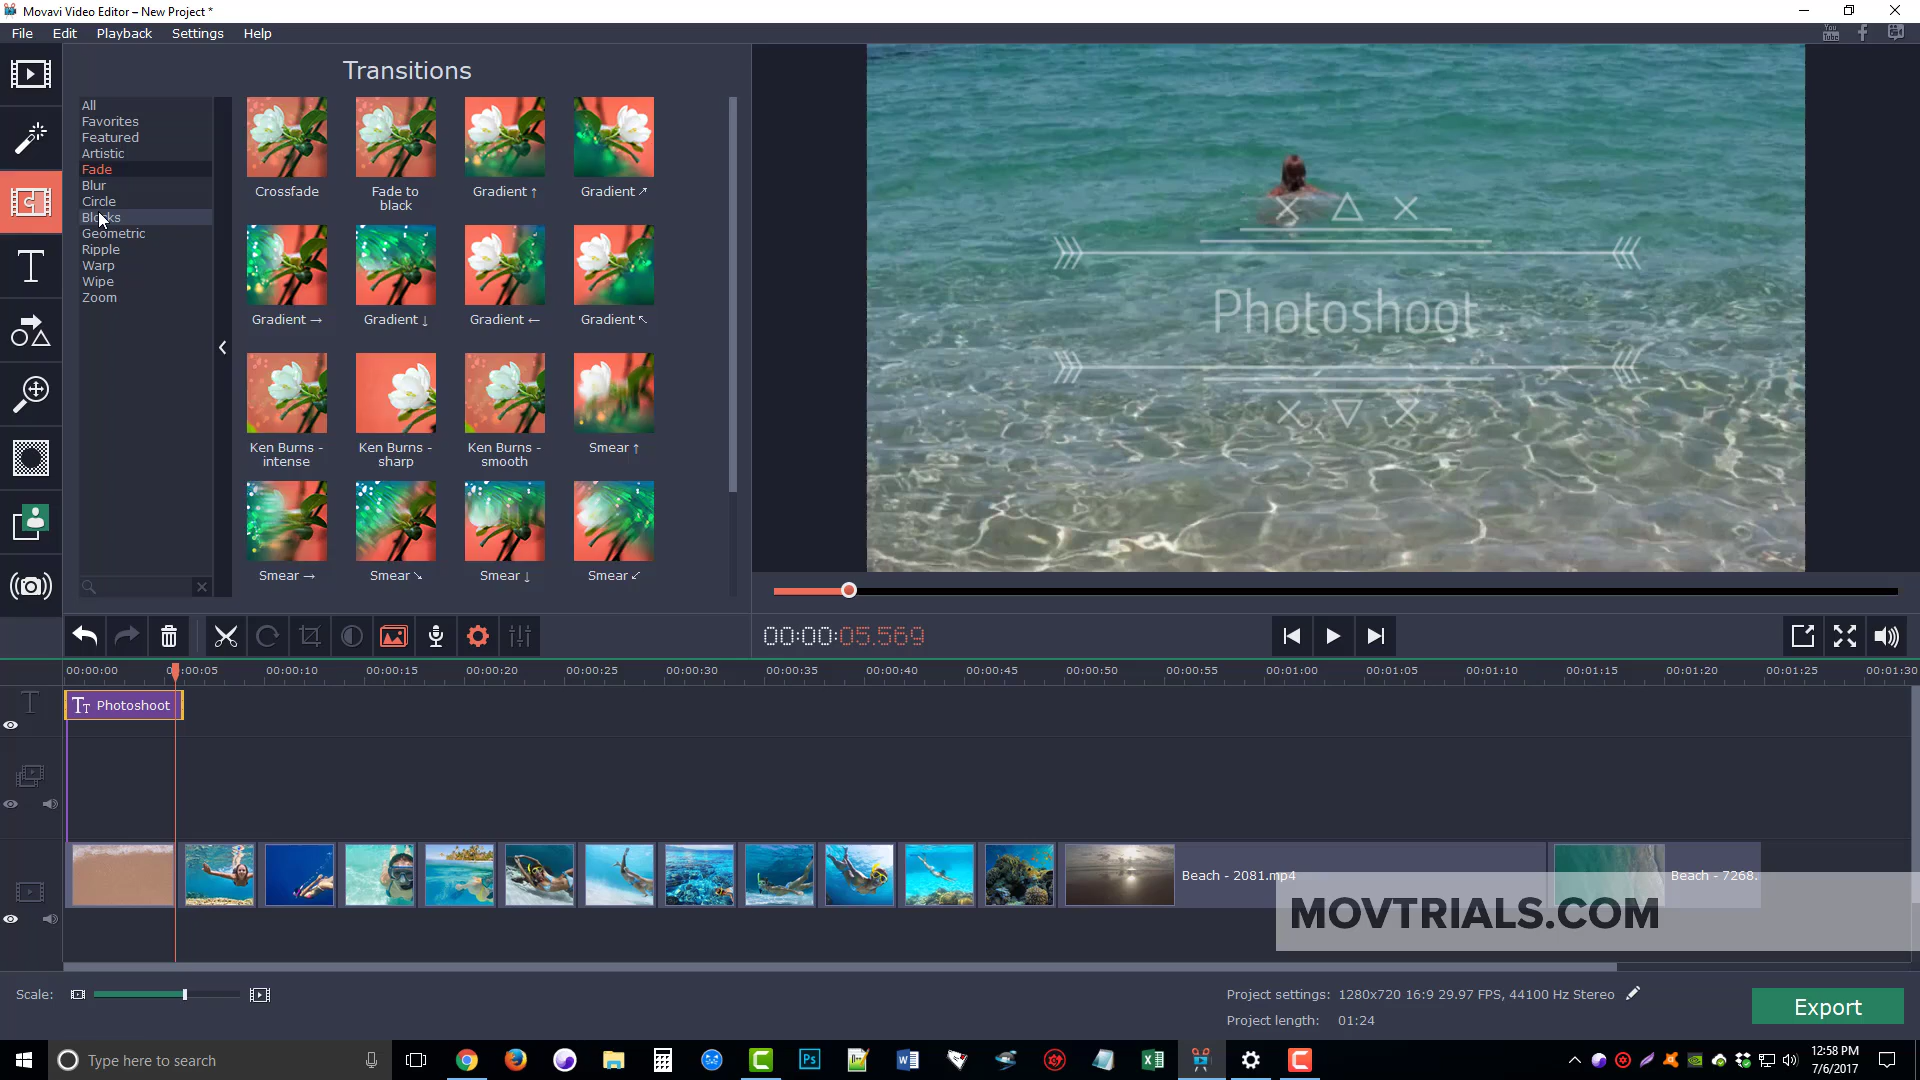 Movavi Video Editor – New Project *
File Edit Playback Settings Help
You
Tube
Transitions
All
Favorites
Featured
Artistic
Fade
Blur
Circle
Blocks
Geometric
Ripple
Warp
Wipe
Zoom
Crossfade
Fade to
black
Gradient ↑
Gradient ↗
Gradient →
Gradient ↓
Gradient ←
Gradient ↖
Ken Burns -
intense
Ken Burns -
sharp
Ken Burns -
smooth
Smear ↑
Smear →
Smear ↘
Smear ↓
Smear ↙
Photoshoot
00:00:05.569
00:00:00 00:00:05 00:00:10 00:00:15 00:00:20 00:00:25 00:00:30 00:00:35 00:00:40 00:00:45 00:00:50 00:00:55 00:01:00 00:01:05 00:01:10 00:01:15 00:01:20 00:01:25 00:01:30
Photoshoot
Beach - 2081.mp4
Beach - 7268.
MOVTRIALS.COM
Scale:
Project settings: 1280x720 16:9 29.97 FPS, 44100 Hz Stereo
Project length: 01:24
Export
Type here to search
12:58 PM
7/6/2017